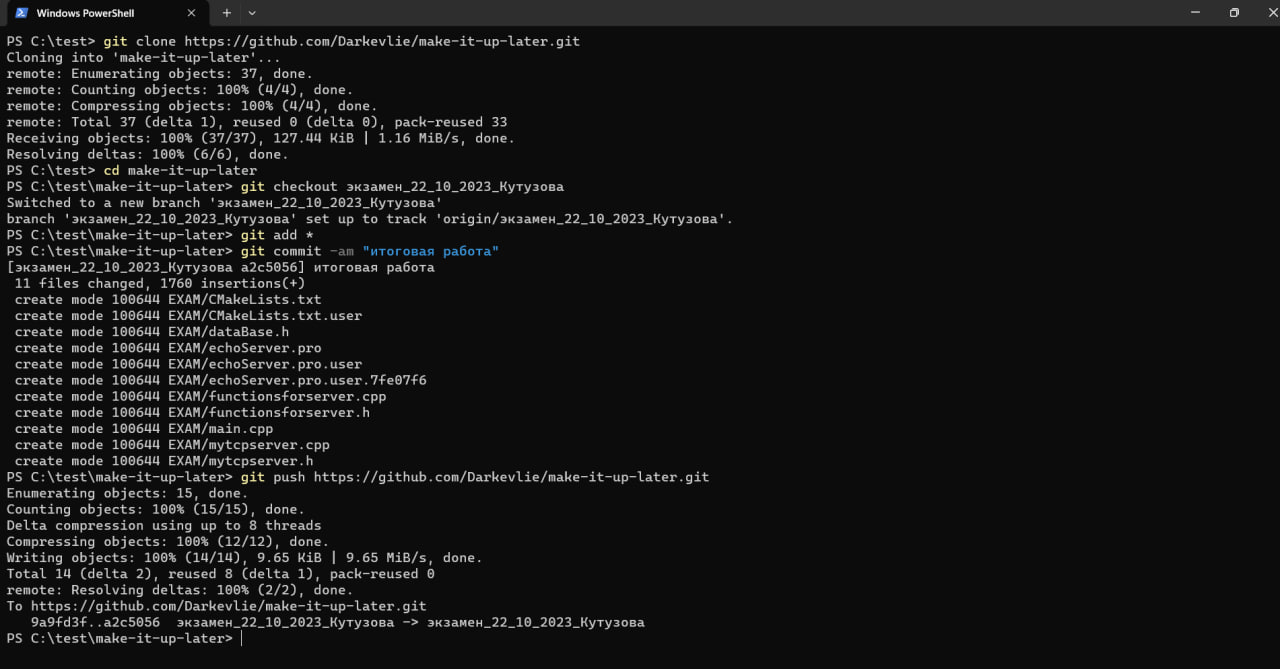 Windows PowerShell
PS C:\test> git clone https://github.com/Darkevlie/make-it-up-later.git
Cloning into 'make-it-up-later'...
remote: Enumerating objects: 37, done.
remote: Counting objects: 100% (4/4), done.
remote: Compressing objects: 100% (4/4), done.
remote: Total 37 (delta 1), reused 0 (delta 0), pack-reused 33
Receiving objects: 100% (37/37), 127.44 KiB | 1.16 MiB/s, done.
Resolving deltas: 100% (6/6), done.
PS C:\test> cd make-it-up-later
PS C:\test\make-it-up-later> git checkout экзамен_22_10_2023_Кутузова
Switched to a new branch 'экзамен_22_10_2023_Кутузова'
branch 'экзамен_22_10_2023_Кутузова' set up to track 'origin/экзамен_22_10_2023_Кутузова'.
PS C:\test\make-it-up-later> git add *
PS C:\test\make-it-up-later> git commit -am "итоговая работа"
[экзамен_22_10_2023_Кутузова a2c5056] итоговая работа
 11 files changed, 1760 insertions(+)
 create mode 100644 EXAM/CMakeLists.txt
 create mode 100644 EXAM/CMakeLists.txt.user
 create mode 100644 EXAM/dataBase.h
 create mode 100644 EXAM/echoServer.pro
 create mode 100644 EXAM/echoServer.pro.user
 create mode 100644 EXAM/echoServer.pro.user.7fe07f6
 create mode 100644 EXAM/functionsforserver.cpp
 create mode 100644 EXAM/functionsforserver.h
 create mode 100644 EXAM/main.cpp
 create mode 100644 EXAM/mytcpserver.cpp
 create mode 100644 EXAM/mytcpserver.h
PS C:\test\make-it-up-later> git push https://github.com/Darkevlie/make-it-up-later.git
Enumerating objects: 15, done.
Counting objects: 100% (15/15), done.
Delta compression using up to 8 threads
Compressing objects: 100% (12/12), done.
Writing objects: 100% (14/14), 9.65 KiB | 9.65 MiB/s, done.
Total 14 (delta 2), reused 8 (delta 1), pack-reused 0
remote: Resolving deltas: 100% (2/2), done.
To https://github.com/Darkevlie/make-it-up-later.git
   9a9fd3f..a2c5056  экзамен_22_10_2023_Кутузова -> экзамен_22_10_2023_Кутузова
PS C:\test\make-it-up-later>